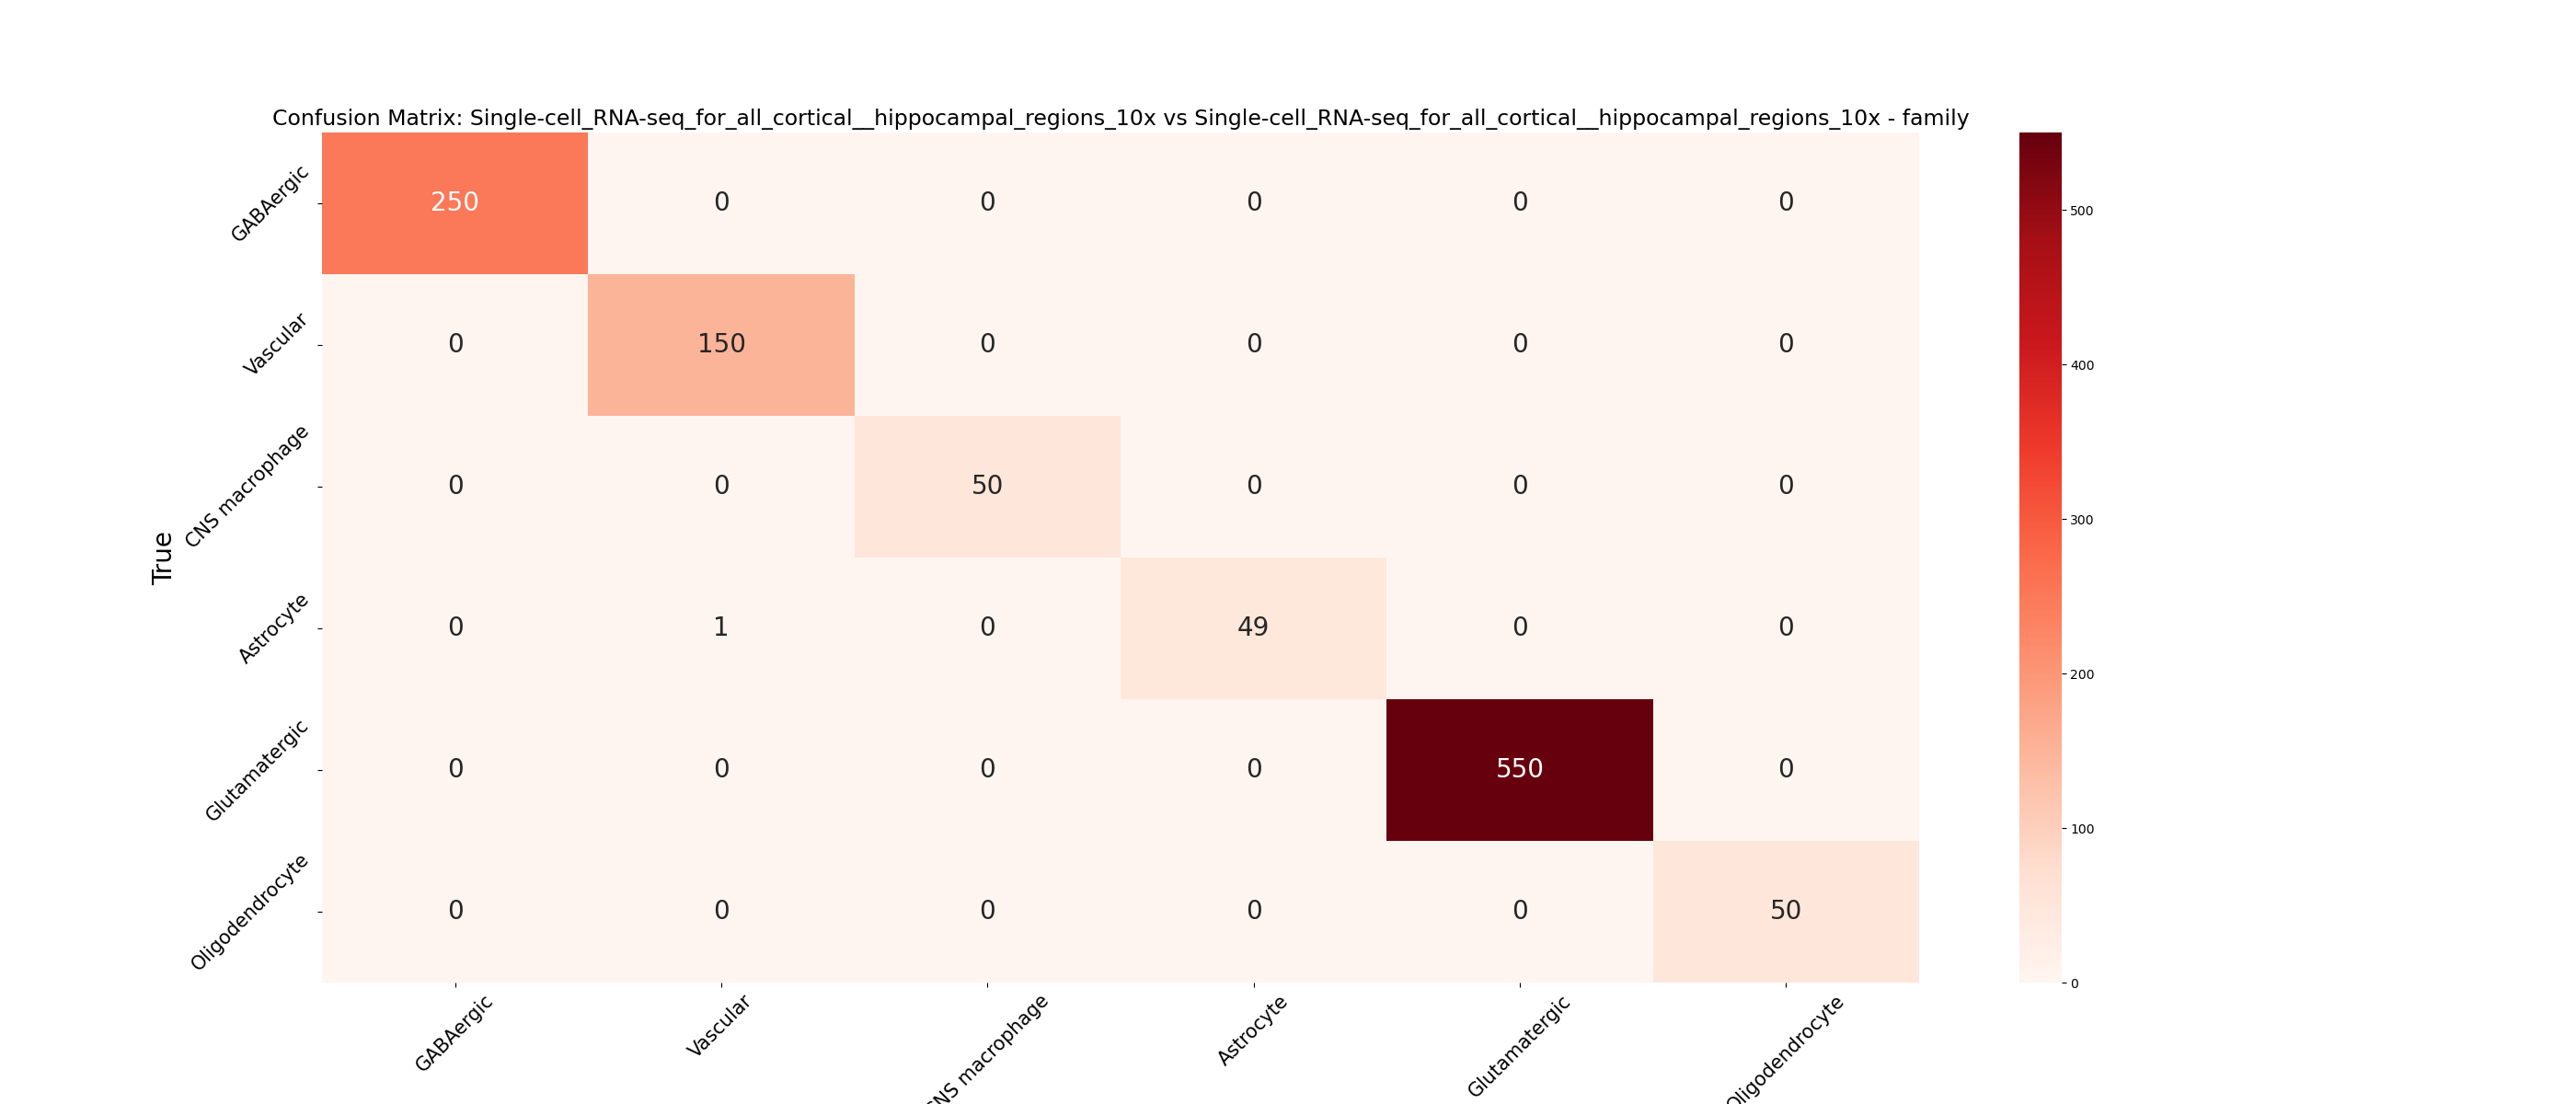 Confusion Matrix: Single-cell_RNA-seq_for_all_cortical__hippocampal_regions_10x vs Single-cell_RNA-seq_for_all_cortical__hippocampal_regions_10x - family
True
GABAergic 250 0 0 0 0 0
Vascular 0 150 0 0 0 0
CNS macrophage 0 0 50 0 0 0
Astrocyte 0 1 0 49 0 0
Glutamatergic 0 0 0 0 550 0
Oligodendrocyte 0 0 0 0 0 50
GABAergic Vascular CNS macrophage Astrocyte Glutamatergic Oligodendrocyte
500
400
300
200
100
0